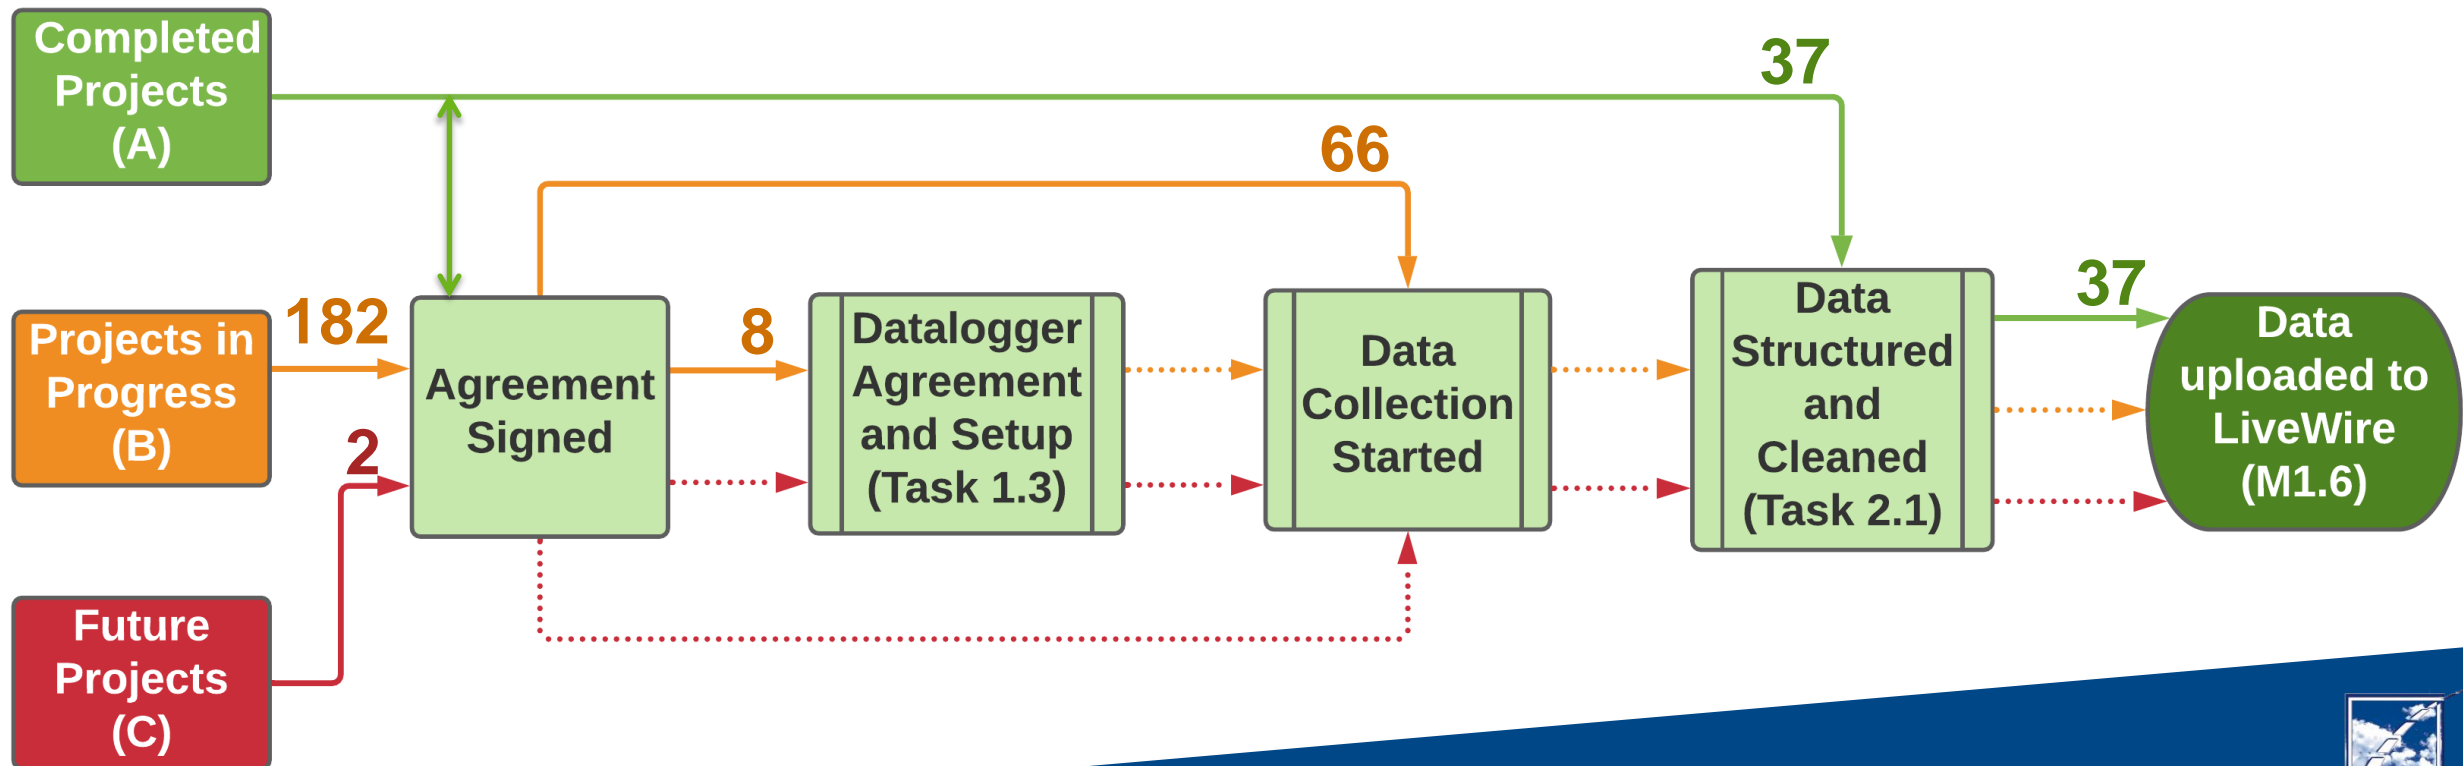 Completed
Projects
(A)
37
66
Projects in
Progress
(B)
182
2
Agreement
Signed
8
Datalogger
Agreement
and Setup
(Task 1.3)
Data
Collection
Started
Data
Structured
and
Cleaned
(Task 2.1)
37
Data
uploaded to
LiveWire
(M1.6)
Future
Projects
(C)